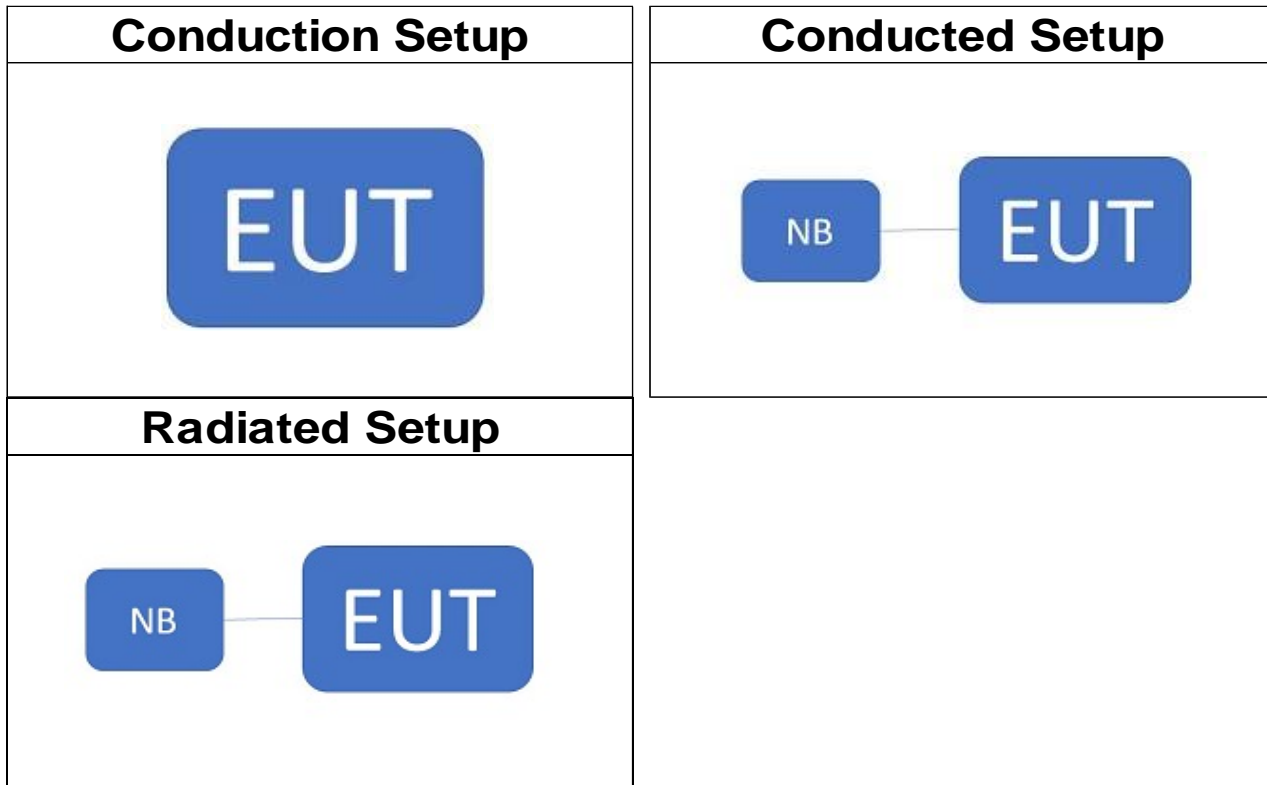 Conduction Setup
EUT
Conducted Setup
NB
EUT
Radiated Setup
NB
EUT